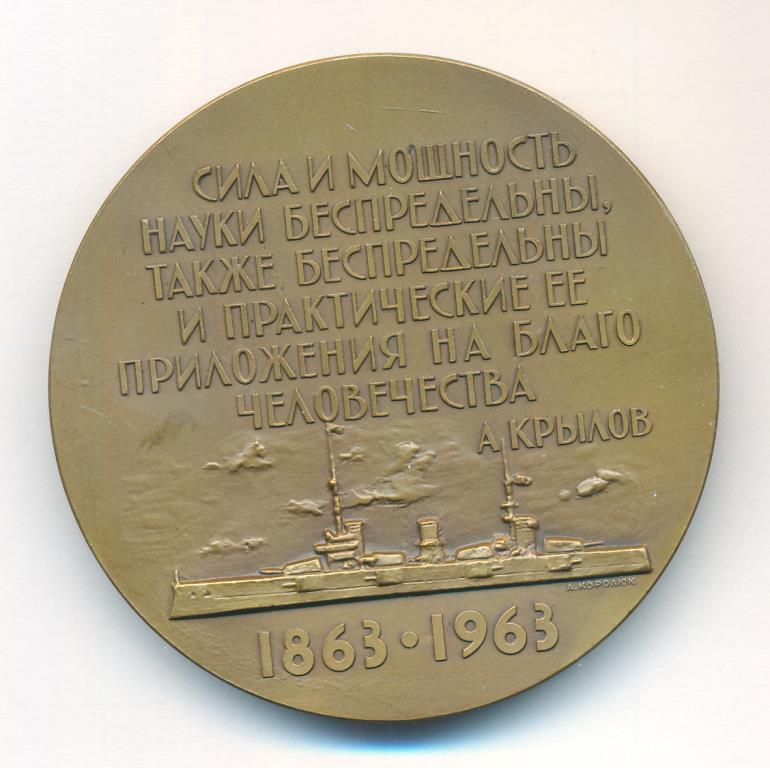 СИЛА И МОЩНОСТЬ
НАУКИ БЕСПРЕДЕЛЬНЫ,
ТАКЖЕ БЕСПРЕДЕЛЬНЫ
И ПРАКТИЧЕСКИЕ ЕЕ
ПРИЛОЖЕНИЯ НА БЛАГО
ЧЕЛОВЕЧЕСТВА
А. КРЫЛОВ
А. КОРОЛЮК
1863 · 1963